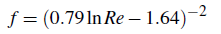 f = (0.79 ln Re − 1.64)⁻²